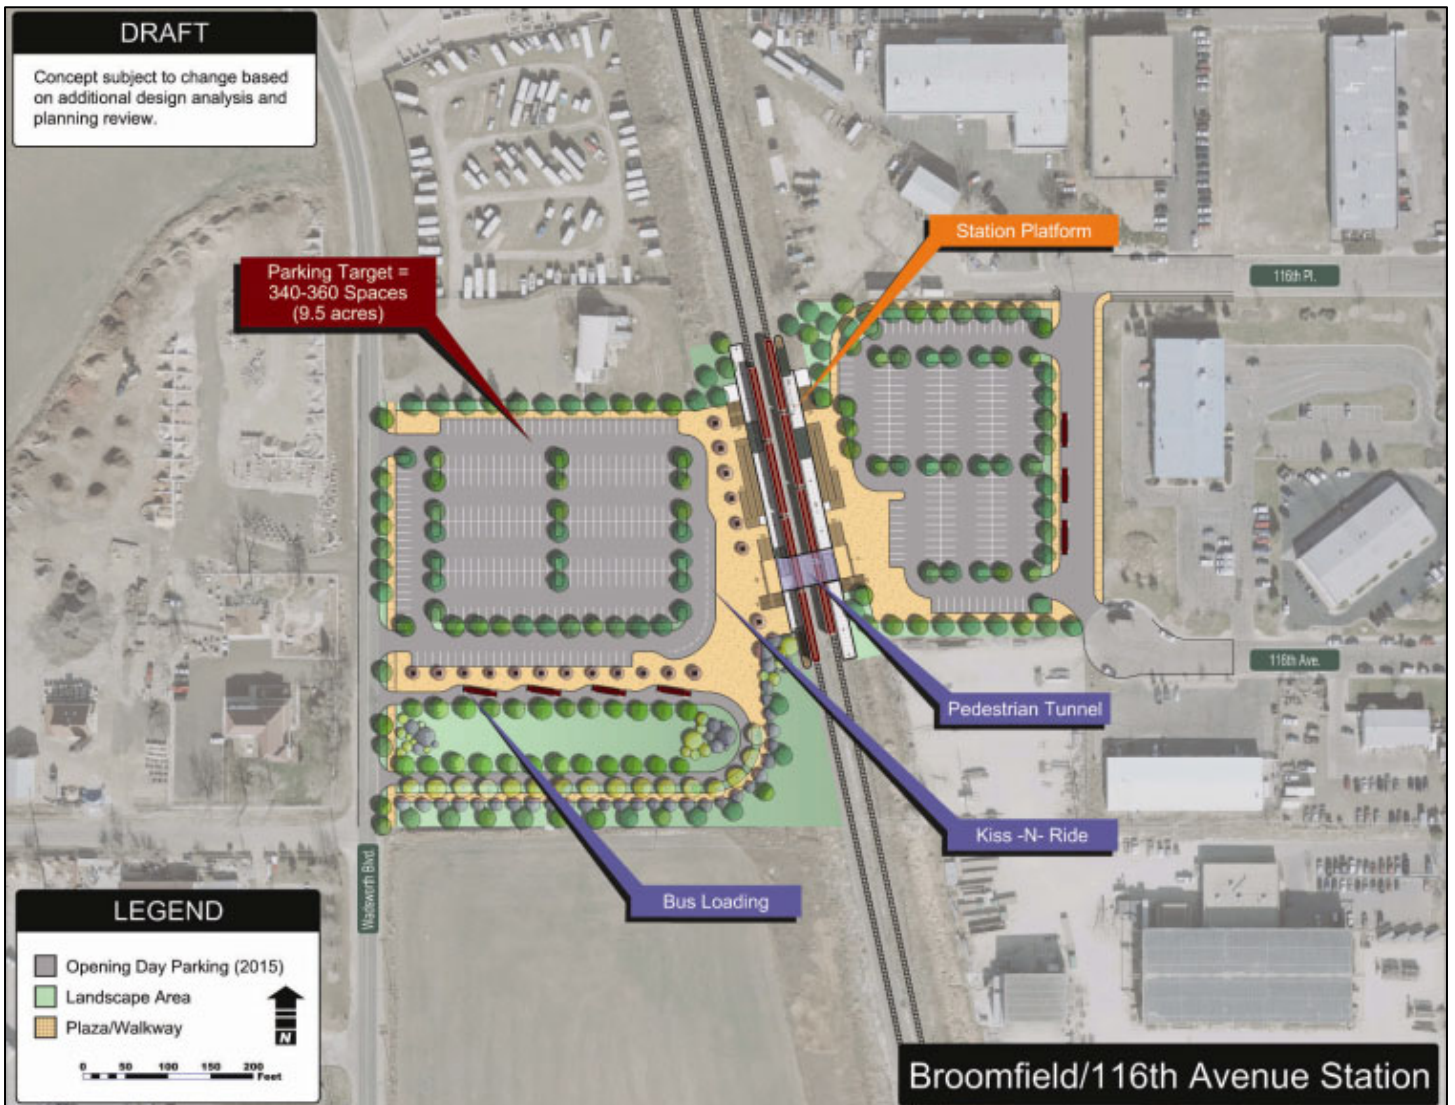 DRAFT
Concept subject to change based
on additional design analysis and
planning review.
Station Platform
116th Pl.
Parking Target =
340-360 Spaces
(9.5 acres)
116th Ave.
Pedestrian Tunnel
Kiss -N- Ride
Bus Loading
Wadsworth Blvd.
LEGEND
Opening Day Parking (2015)
Landscape Area
Plaza/Walkway
N
0 50 100 150 200
Feet
Broomfield/116th Avenue Station